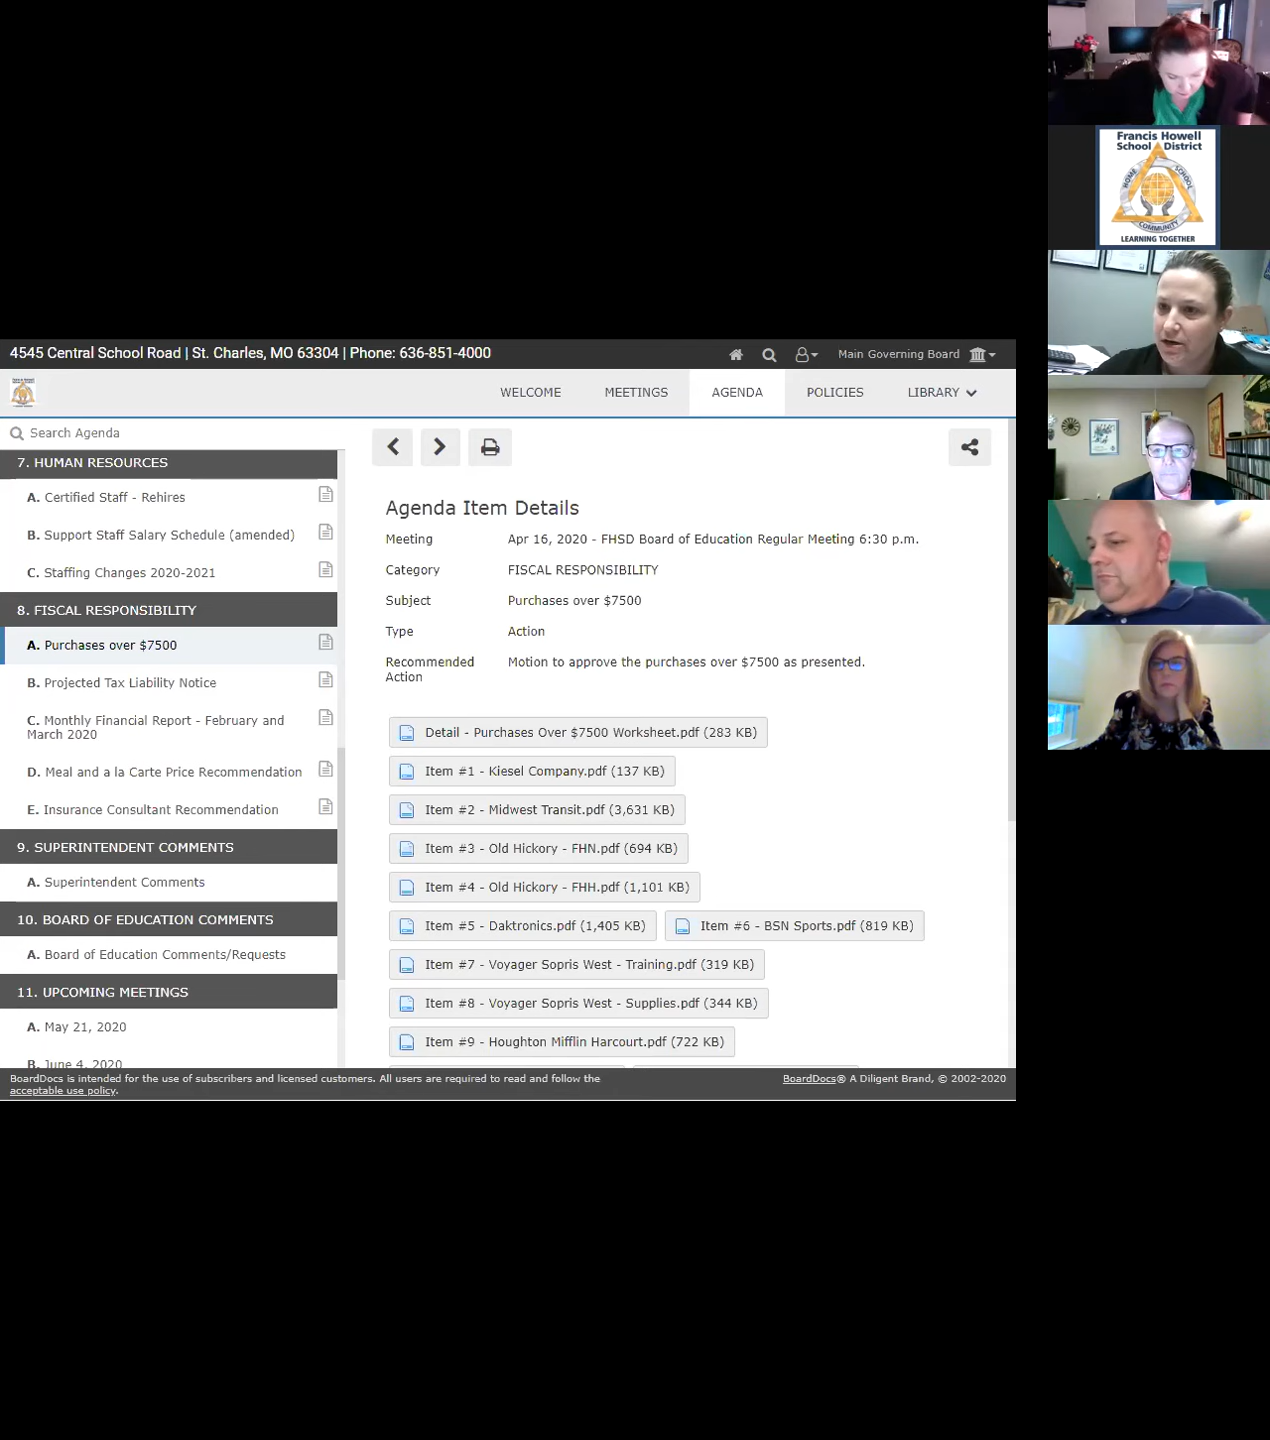 Francis Howell
School District
HOME
SCHOOL
COMMUNITY
LEARNING TOGETHER
4545 Central School Road | St. Charles, MO 63304 | Phone: 636-851-4000
Main Governing Board
WELCOME
MEETINGS
AGENDA
POLICIES
LIBRARY
Search Agenda
7. HUMAN RESOURCES
A. Certified Staff - Rehires
B. Support Staff Salary Schedule (amended)
C. Staffing Changes 2020-2021
8. FISCAL RESPONSIBILITY
A. Purchases over $7500
B. Projected Tax Liability Notice
C. Monthly Financial Report - February and
March 2020
D. Meal and a la Carte Price Recommendation
E. Insurance Consultant Recommendation
9. SUPERINTENDENT COMMENTS
A. Superintendent Comments
10. BOARD OF EDUCATION COMMENTS
A. Board of Education Comments/Requests
11. UPCOMING MEETINGS
A. May 21, 2020
B. June 4, 2020
Agenda Item Details
Meeting Apr 16, 2020 - FHSD Board of Education Regular Meeting 6:30 p.m.
Category FISCAL RESPONSIBILITY
Subject Purchases over $7500
Type Action
Recommended Motion to approve the purchases over $7500 as presented.
Action
Detail - Purchases Over $7500 Worksheet.pdf (283 KB)
Item #1 - Kiesel Company.pdf (137 KB)
Item #2 - Midwest Transit.pdf (3,631 KB)
Item #3 - Old Hickory - FHN.pdf (694 KB)
Item #4 - Old Hickory - FHH.pdf (1,101 KB)
Item #5 - Daktronics.pdf (1,405 KB)
Item #6 - BSN Sports.pdf (819 KB)
Item #7 - Voyager Sopris West - Training.pdf (319 KB)
Item #8 - Voyager Sopris West - Supplies.pdf (344 KB)
Item #9 - Houghton Mifflin Harcourt.pdf (722 KB)
BoardDocs is intended for the use of subscribers and licensed customers. All users are required to read and follow the
acceptable use policy.
BoardDocs® A Diligent Brand, © 2002-2020